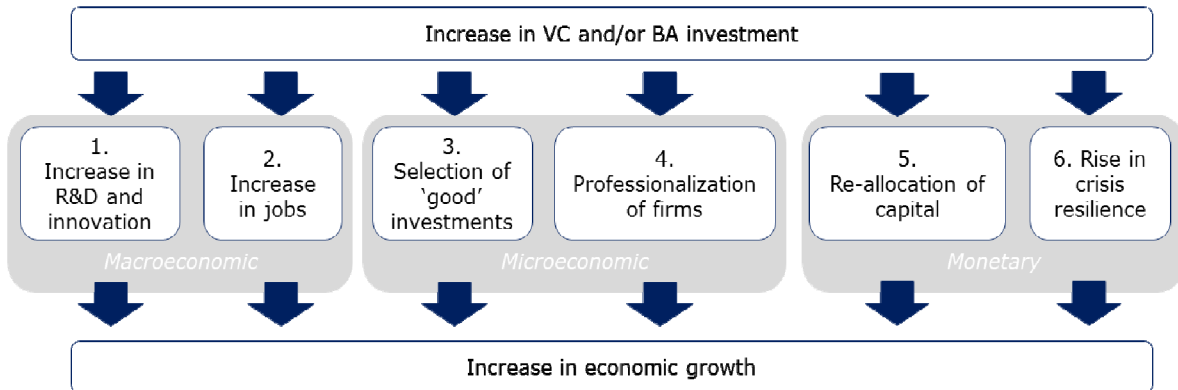 Increase in VC and/or BA investment
1.
Increase in
R&D and
innovation
2.
Increase
in jobs
3.
Selection of
‘good’
investments
4.
Professionalization
of firms
5.
Re-allocation of
capital
6. Rise in
crisis
resilience
Macroeconomic
Microeconomic
Monetary
Increase in economic growth